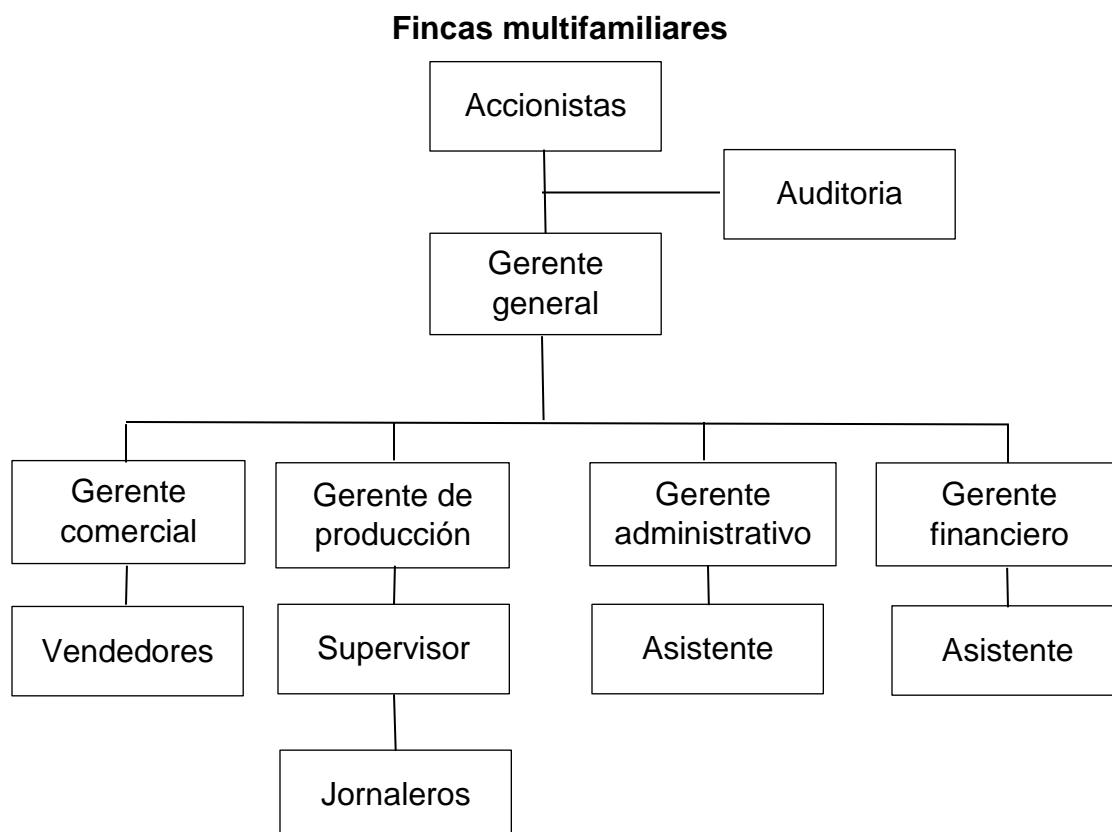 Fincas multifamiliares
Accionistas
Auditoria
Gerente
general
Gerente
comercial
Gerente de
producción
Gerente
administrativo
Gerente
financiero
Vendedores
Supervisor
Asistente
Asistente
Jornaleros